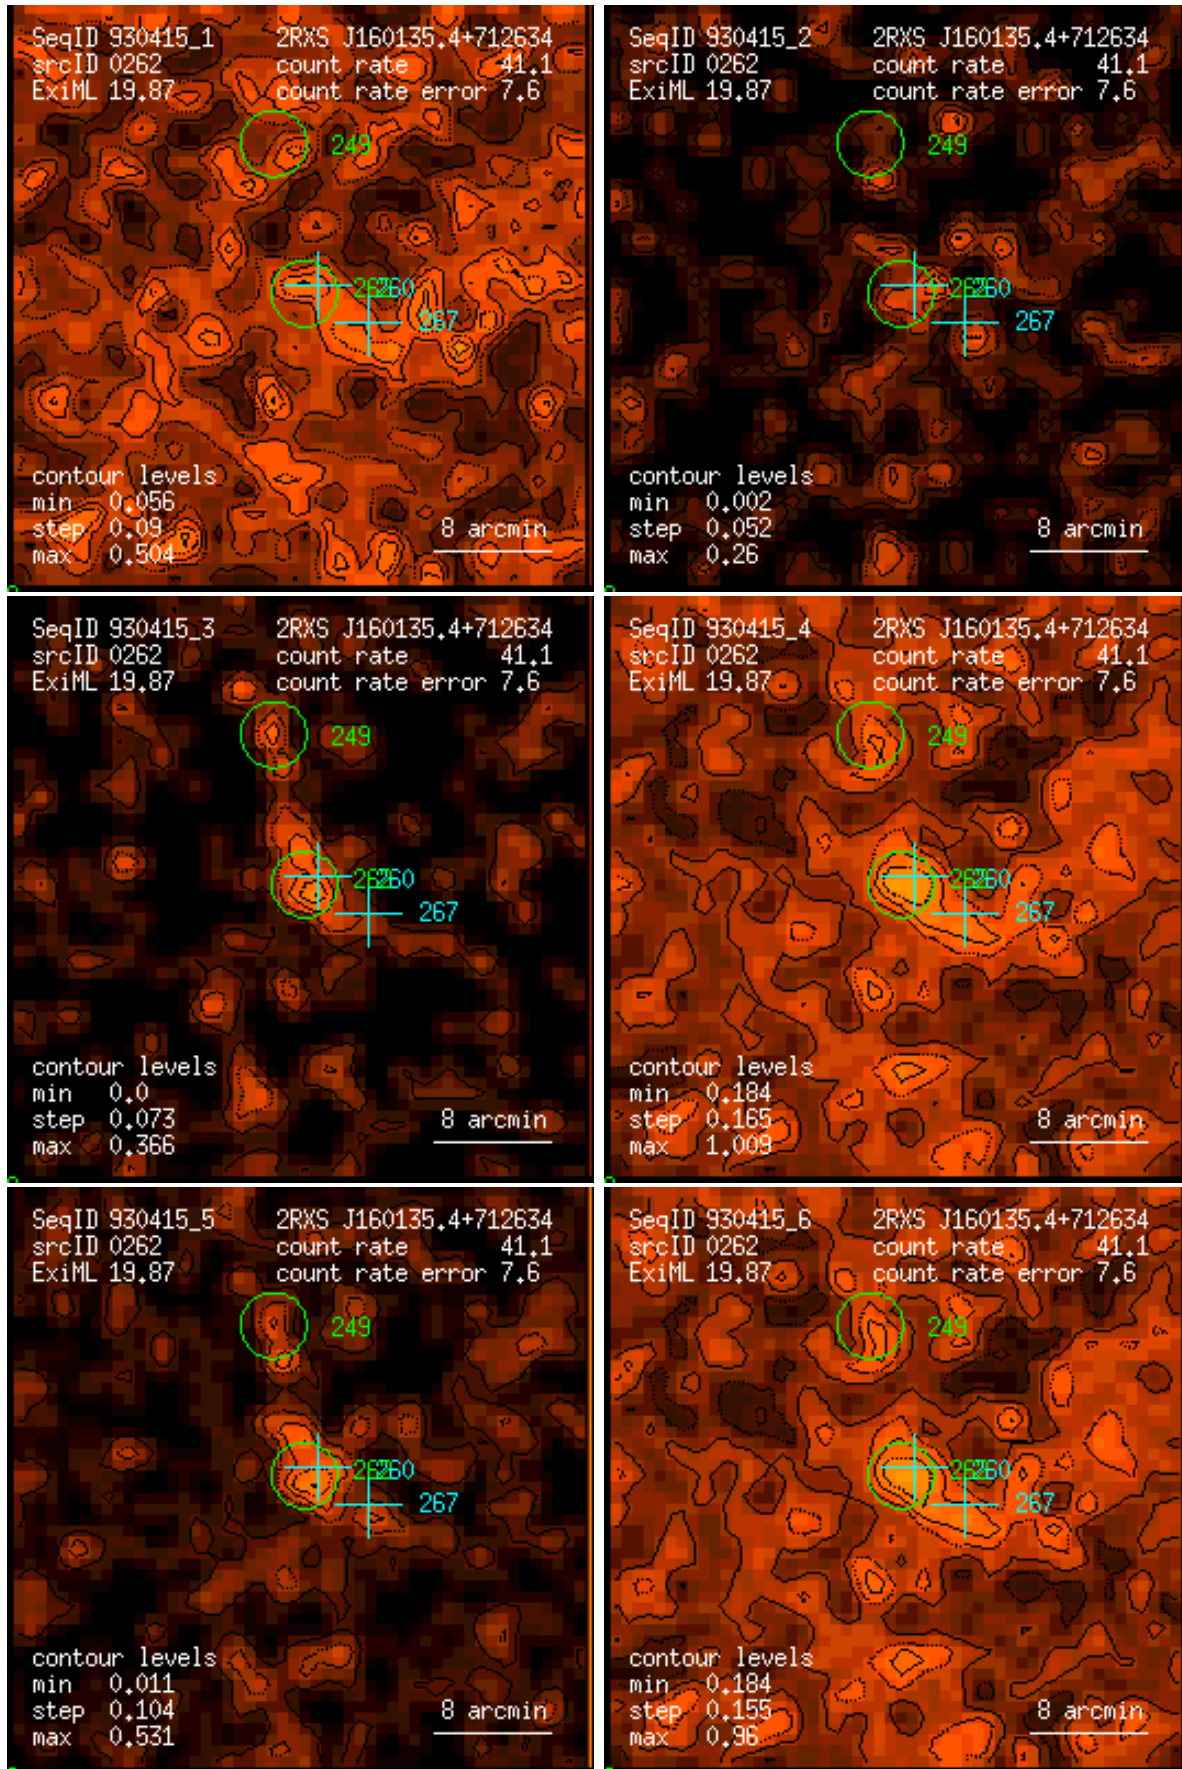 SeqID 930415_1 2RXS J160135.4+712634
srcID 0262 count rate 41.1
ExiML 19.87 count rate error 7.6
249
260
267
contour levels
min 0.056
step 0.09
max 0.504
8 arcmin
SeqID 930415_2 2RXS J160135.4+712634
srcID 0262 count rate 41.1
ExiML 19.87 count rate error 7.6
249
260
267
contour levels
min 0.002
step 0.052
max 0.26
8 arcmin
SeqID 930415_3 2RXS J160135.4+712634
srcID 0262 count rate 41.1
ExiML 19.87 count rate error 7.6
249
260
267
contour levels
min 0.0
step 0.073
max 0.366
8 arcmin
SeqID 930415_4 2RXS J160135.4+712634
srcID 0262 count rate 41.1
ExiML 19.87 count rate error 7.6
249
260
267
contour levels
min 0.184
step 0.165
max 1.009
8 arcmin
SeqID 930415_5 2RXS J160135.4+712634
srcID 0262 count rate 41.1
ExiML 19.87 count rate error 7.6
249
260
267
contour levels
min 0.011
step 0.104
max 0.531
8 arcmin
SeqID 930415_6 2RXS J160135.4+712634
srcID 0262 count rate 41.1
ExiML 19.87 count rate error 7.6
249
260
267
contour levels
min 0.184
step 0.155
max 0.96
8 arcmin